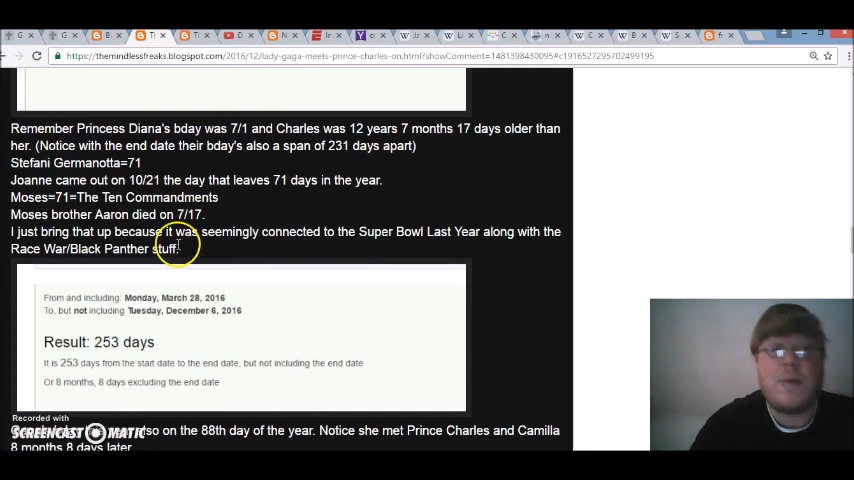 https://themindlessfreaks.blogspot.com/2016/12/lady-gaga-meets-prince-charles-on.html?showComment=1481398430095#c1916527295702499195
Remember Princess Diana's bday was 7/1 and Charles was 12 years 7 months 17 days older than
her. (Notice with the end date their bday's also a span of 231 days apart)
Stefani Germanotta=71
Joanne came out on 10/21 the day that leaves 71 days in the year.
Moses=71=The Ten Commandments
Moses brother Aaron died on 7/17.
I just bring that up because it was seemingly connected to the Super Bowl Last Year along with the
Race War/Black Panther stuff.
From and including: Monday, March 28, 2016
To, but not including Tuesday, December 6, 2016
Result: 253 days
It is 253 days from the start date to the end date, but not including the end date
Or 8 months, 8 days excluding the end date
Recorded with
SCREENCAST MATIC
also on the 88th day of the year. Notice she met Prince Charles and Camilla
8 months 8 days later